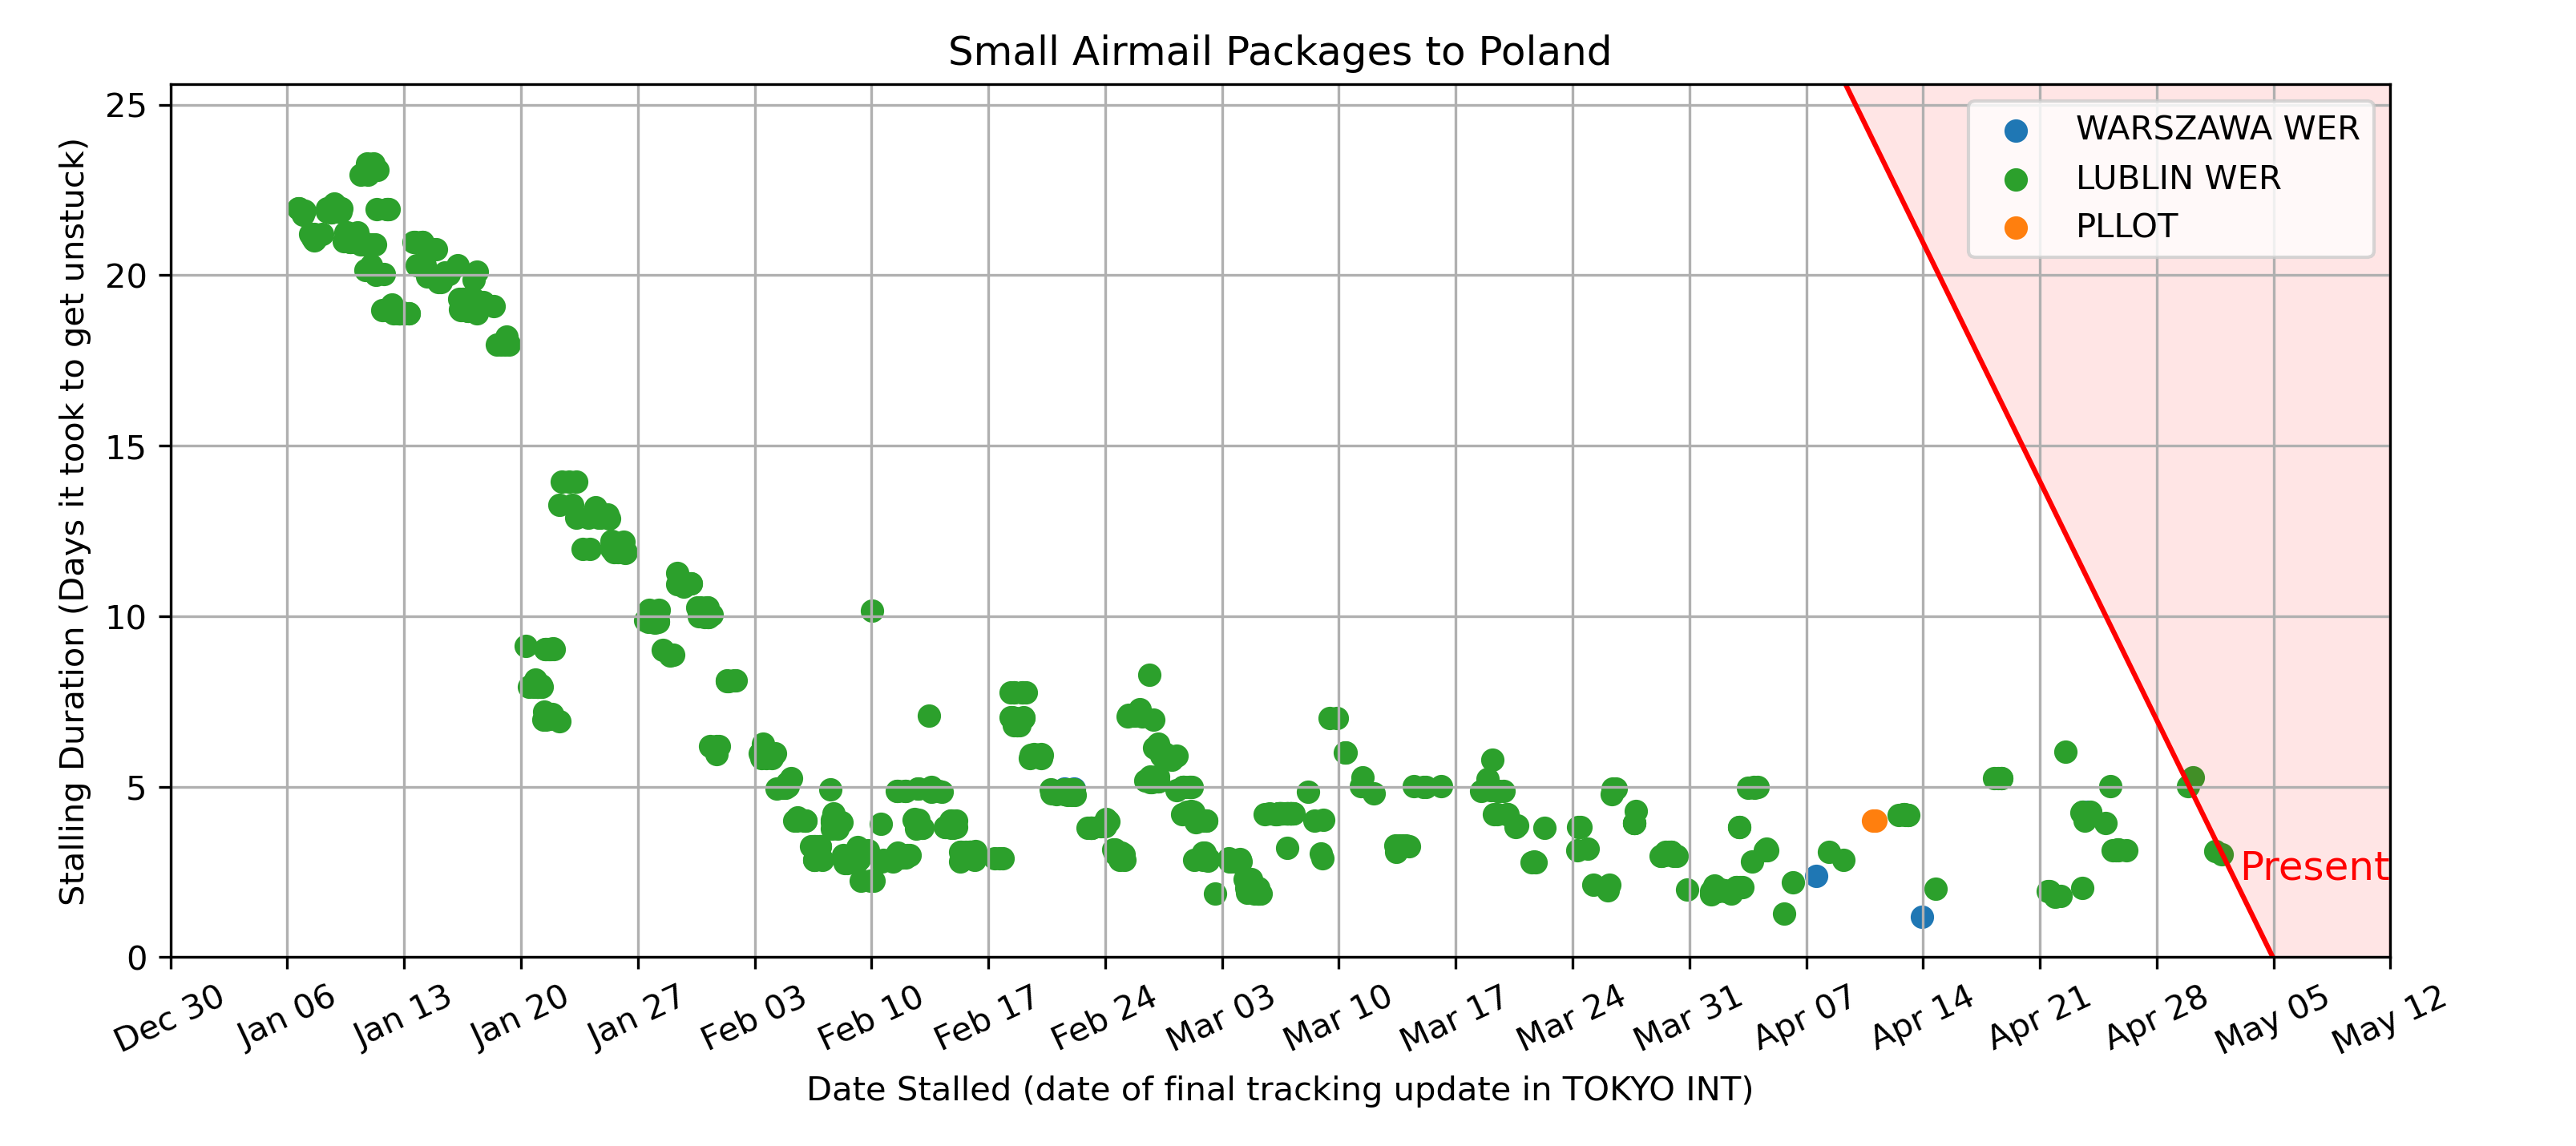 Small Airmail Packages to Poland
Stalling Duration (Days it took to get unstuck)
25
20
15
10
5
0
WARSZAWA WER
LUBLIN WER
PLLOT
Present
Dec 30
Jan 06
Jan 13
Jan 20
Jan 27
Feb 03
Feb 10
Feb 17
Feb 24
Mar 03
Mar 10
Mar 17
Mar 24
Mar 31
Apr 07
Apr 14
Apr 21
Apr 28
May 05
May 12
Date Stalled (date of final tracking update in TOKYO INT)